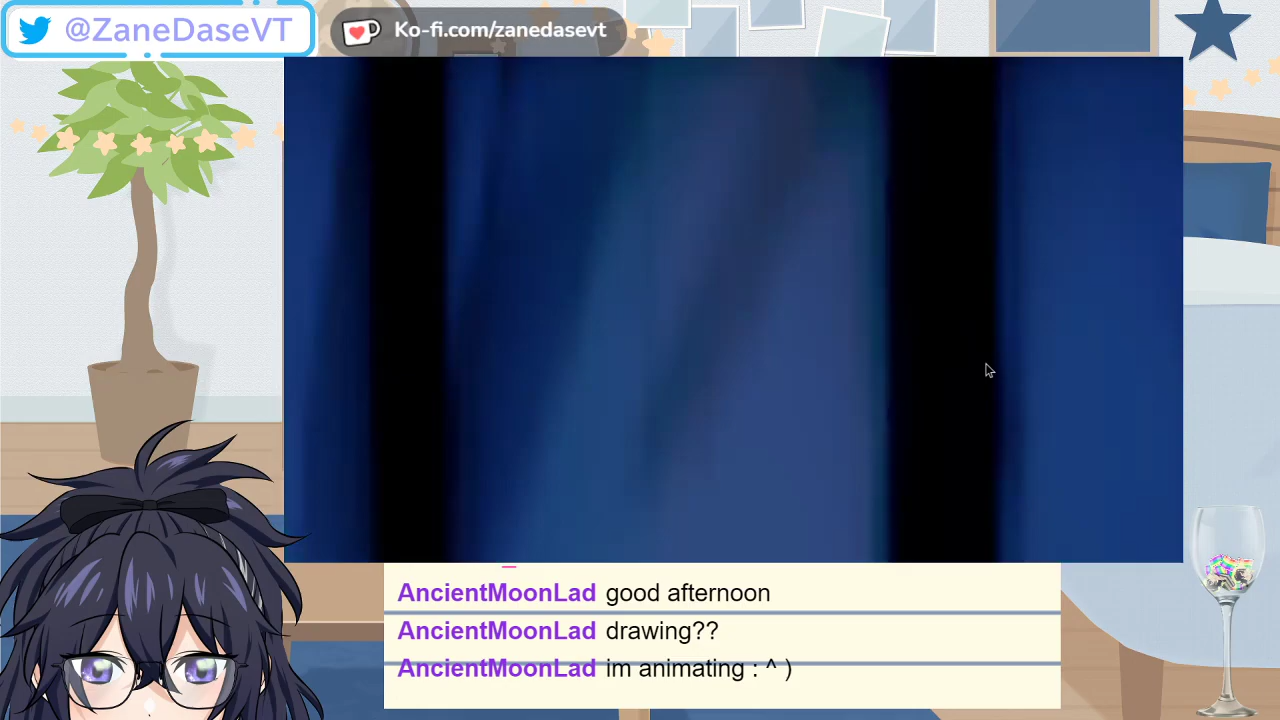 @ZaneDaseVT
Ko-fi.com/zanedasevt
AncientMoonLad good afternoon
AncientMoonLad drawing??
AncientMoonLad im animating : ^ )